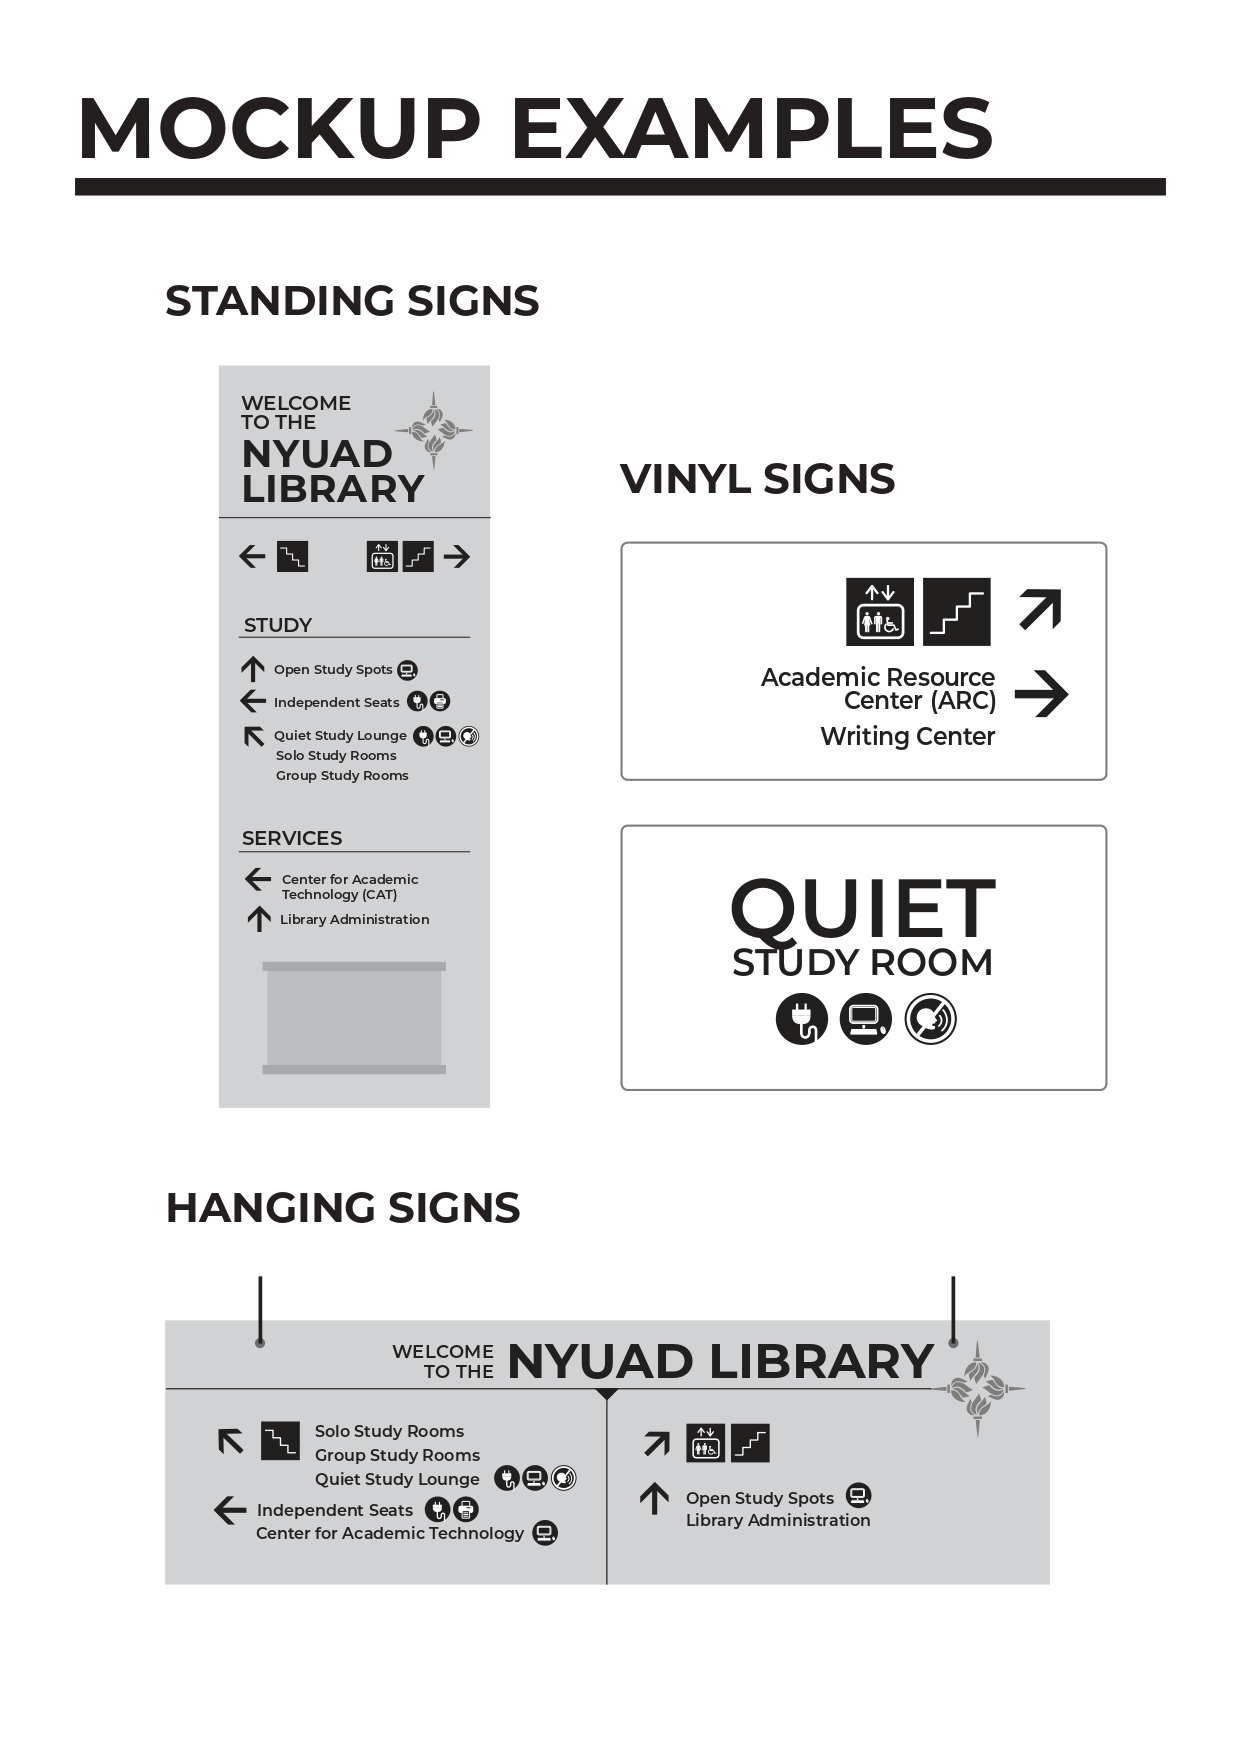 MOCKUP EXAMPLES
STANDING SIGNS
WELCOME
TO THE
NYUAD
LIBRARY
STUDY
Open Study Spots
Independent Seats
Quiet Study Lounge
Solo Study Rooms
Group Study Rooms
SERVICES
Center for Academic
Technology (CAT)
Library Administration
VINYL SIGNS
Academic Resource
Center (ARC)
Writing Center
QUIET
STUDY ROOM
HANGING SIGNS
WELCOME
TO THE
NYUAD LIBRARY
Solo Study Rooms
Group Study Rooms
Quiet Study Lounge
Independent Seats
Center for Academic Technology
Open Study Spots
Library Administration